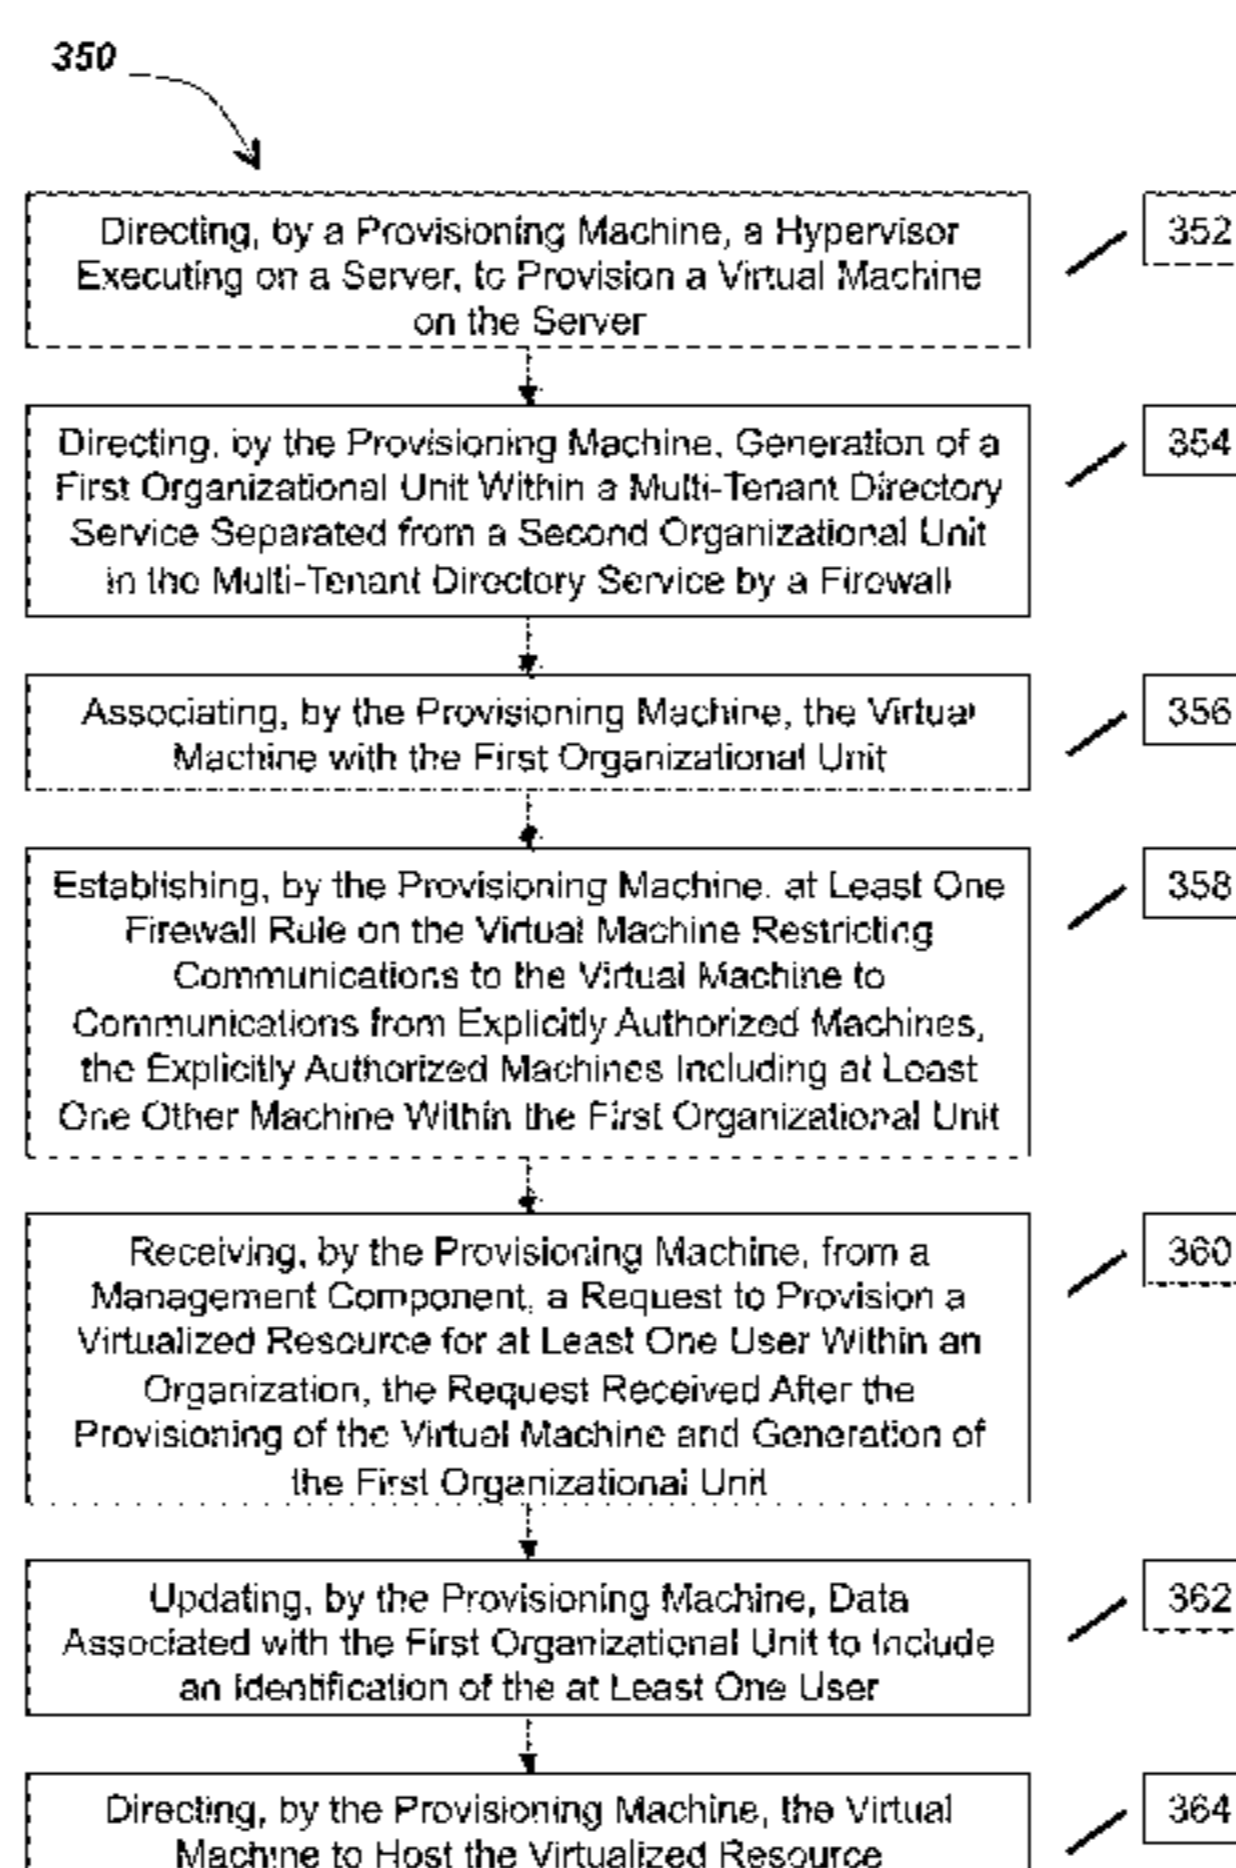 350
Directing, by a Provisioning Machine, a Hypervisor
Executing on a Server, to Provision a Virtual Machine
on the Server
352
Directing, by the Provisioning Machine, Generation of a
First Organizational Unit Within a Multi-Tenant Directory
Service Separated from a Second Organizational Unit
in the Multi-Tenant Directory Service by a Firewall
354
Associating, by the Provisioning Machine, the Virtual
Machine with the First Organizational Unit
356
Establishing, by the Provisioning Machine, at Least One
Firewall Rule on the Virtual Machine Restricting
Communications to the Virtual Machine to
Communications from Explicitly Authorized Machines,
the Explicitly Authorized Machines Including at Least
One Other Machine Within the First Organizational Unit
358
Receiving, by the Provisioning Machine, from a
Management Component, a Request to Provision a
Virtualized Resource for at Least One User Within an
Organization, the Request Received After the
Provisioning of the Virtual Machine and Generation of
the First Organizational Unit
360
Updating, by the Provisioning Machine, Data
Associated with the First Organizational Unit to Include
an Identification of the at Least One User
362
Directing, by the Provisioning Machine, the Virtual
Machine to Host the Virtualized Resource
364